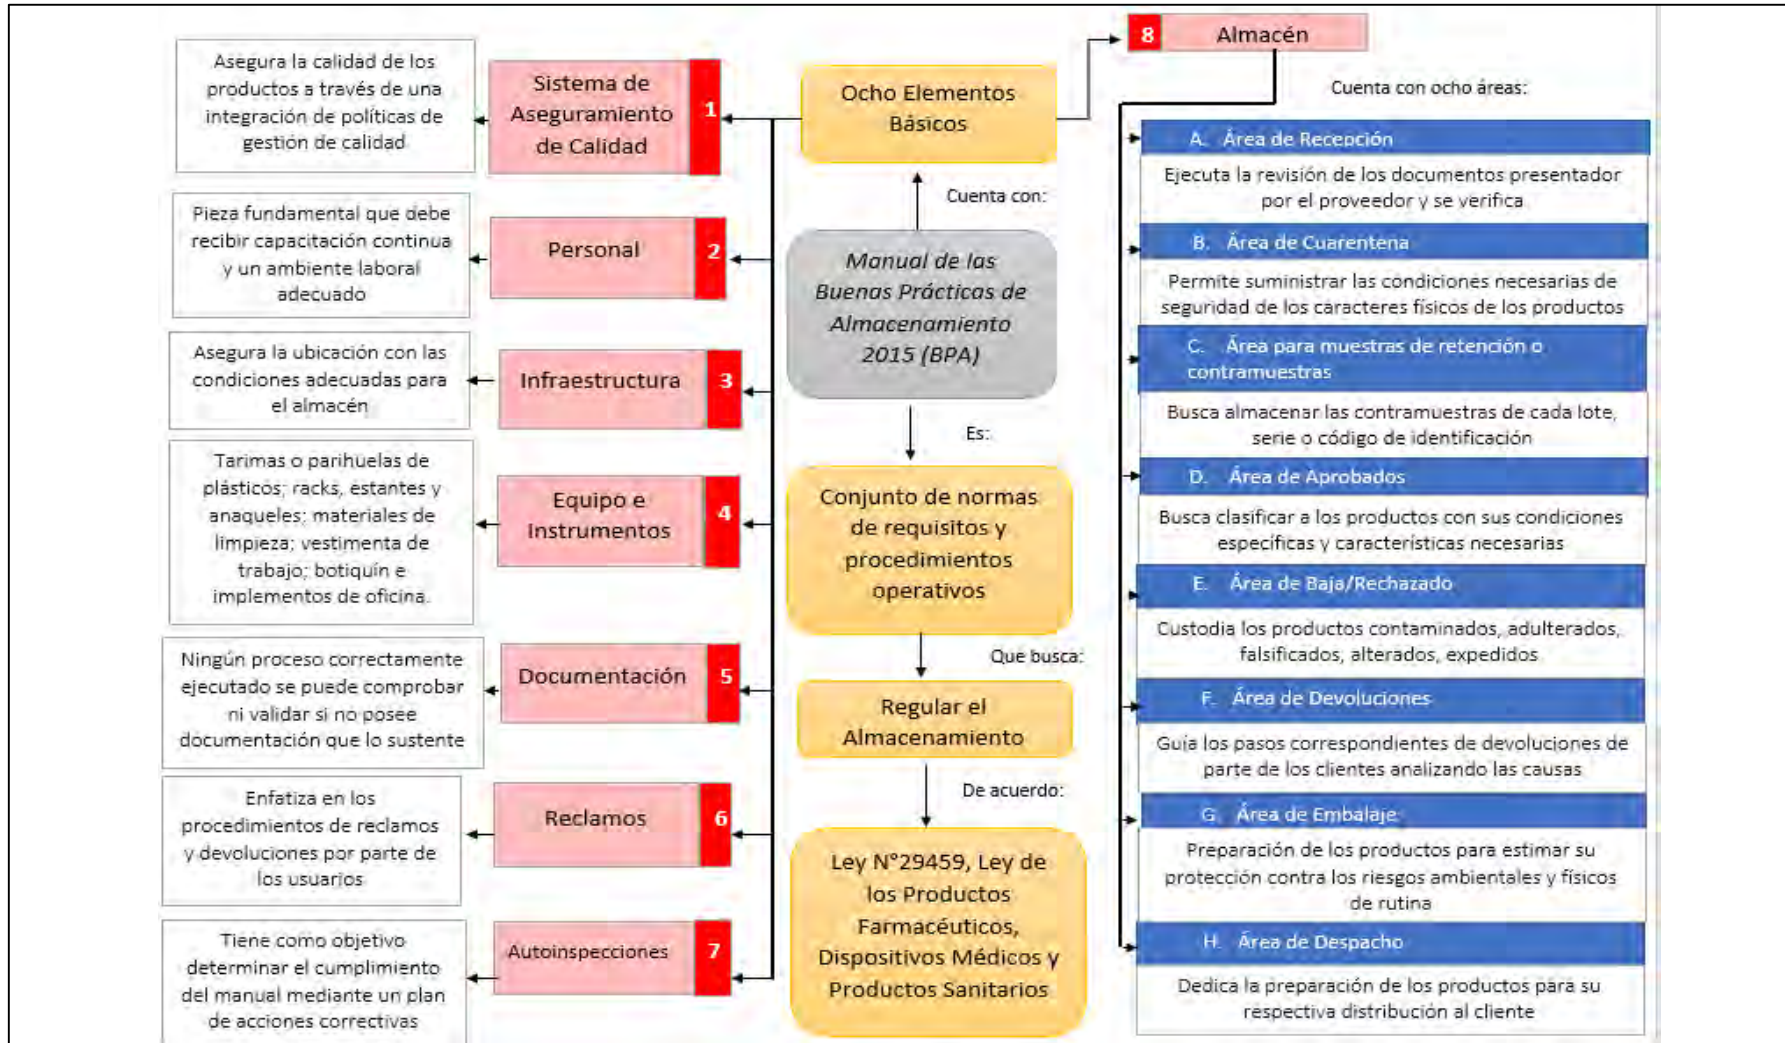 Asegura la calidad de los
productos a través de una
integración de políticas de
gestión de calidad
Sistema de
Aseguramiento
de Calidad
1
Pieza fundamental que debe
recibir capacitación continua
y un ambiente laboral
adecuado
Personal
2
Asegura la ubicación con las
condiciones adecuadas para
el almacén
Infraestructura
3
Tarimas o parihuelas de
plásticos; racks, estantes y
anaqueles; materiales de
limpieza; vestimenta de
trabajo; botiquín e
implementos de oficina.
Equipo e
Instrumentos
4
Ningún proceso correctamente
ejecutado se puede comprobar
ni validar si no posee
documentación que lo sustente
Documentación
5
Enfatiza en los
procedimientos de reclamos
y devoluciones por parte de
los usuarios
Reclamos
6
Tiene como objetivo
determinar el cumplimiento
del manual mediante un plan
de acciones correctivas
Autoinspecciones
7
Ocho Elementos
Básicos
Cuenta con:
Manual de las
Buenas Prácticas de
Almacenamiento
2015 (BPA)
Es:
Conjunto de normas
de requisitos y
procedimientos
operativos
Que busca:
Regular el
Almacenamiento
De acuerdo:
Ley N°29459, Ley de
los Productos
Farmacéuticos,
Dispositivos Médicos y
Productos Sanitarios
8
Almacén
Cuenta con ocho áreas:
A. Área de Recepción
Ejecuta la revisión de los documentos presentador
por el proveedor y se verifica
B. Área de Cuarentena
Permite suministrar las condiciones necesarias de
seguridad de los caracteres físicos de los productos
C. Área para muestras de retención o
contramuestras
Busca almacenar las contramuestras de cada lote,
serie o código de identificación
D. Área de Aprobados
Busca clasificar a los productos con sus condiciones
específicas y características necesarias
E. Área de Baja/Rechazado
Custodia los productos contaminados, adulterados,
falsificados, alterados, expedidos
F. Área de Devoluciones
Guía los pasos correspondientes de devoluciones de
parte de los clientes analizando las causas
G. Área de Embalaje
Preparación de los productos para estimar su
protección contra los riesgos ambientales y físicos
de rutina
H. Área de Despacho
Dedica la preparación de los productos para su
respectiva distribución al cliente